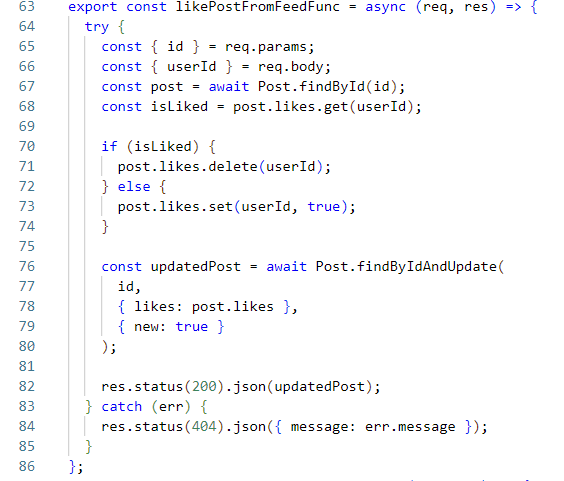 63 export const likePostFromFeedFunc = async (req, res) => {
64   try {
65     const { id } = req.params;
66     const { userId } = req.body;
67     const post = await Post.findById(id);
68     const isLiked = post.likes.get(userId);
69
70     if (isLiked) {
71       post.likes.delete(userId);
72     } else {
73       post.likes.set(userId, true);
74     }
75
76     const updatedPost = await Post.findByIdAndUpdate(
77       id,
78       { likes: post.likes },
79       { new: true }
80     );
81
82     res.status(200).json(updatedPost);
83   } catch (err) {
84     res.status(404).json({ message: err.message });
85   }
86 };